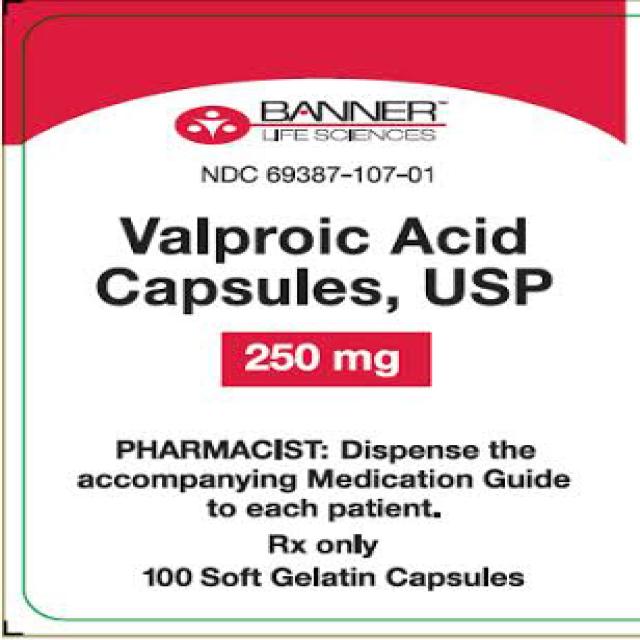 BANNER™
LIFE SCIENCES
NDC 69387-107-01
Valproic Acid
Capsules, USP
250 mg
PHARMACIST: Dispense the
accompanying Medication Guide
to each patient.
Rx only
100 Soft Gelatin Capsules